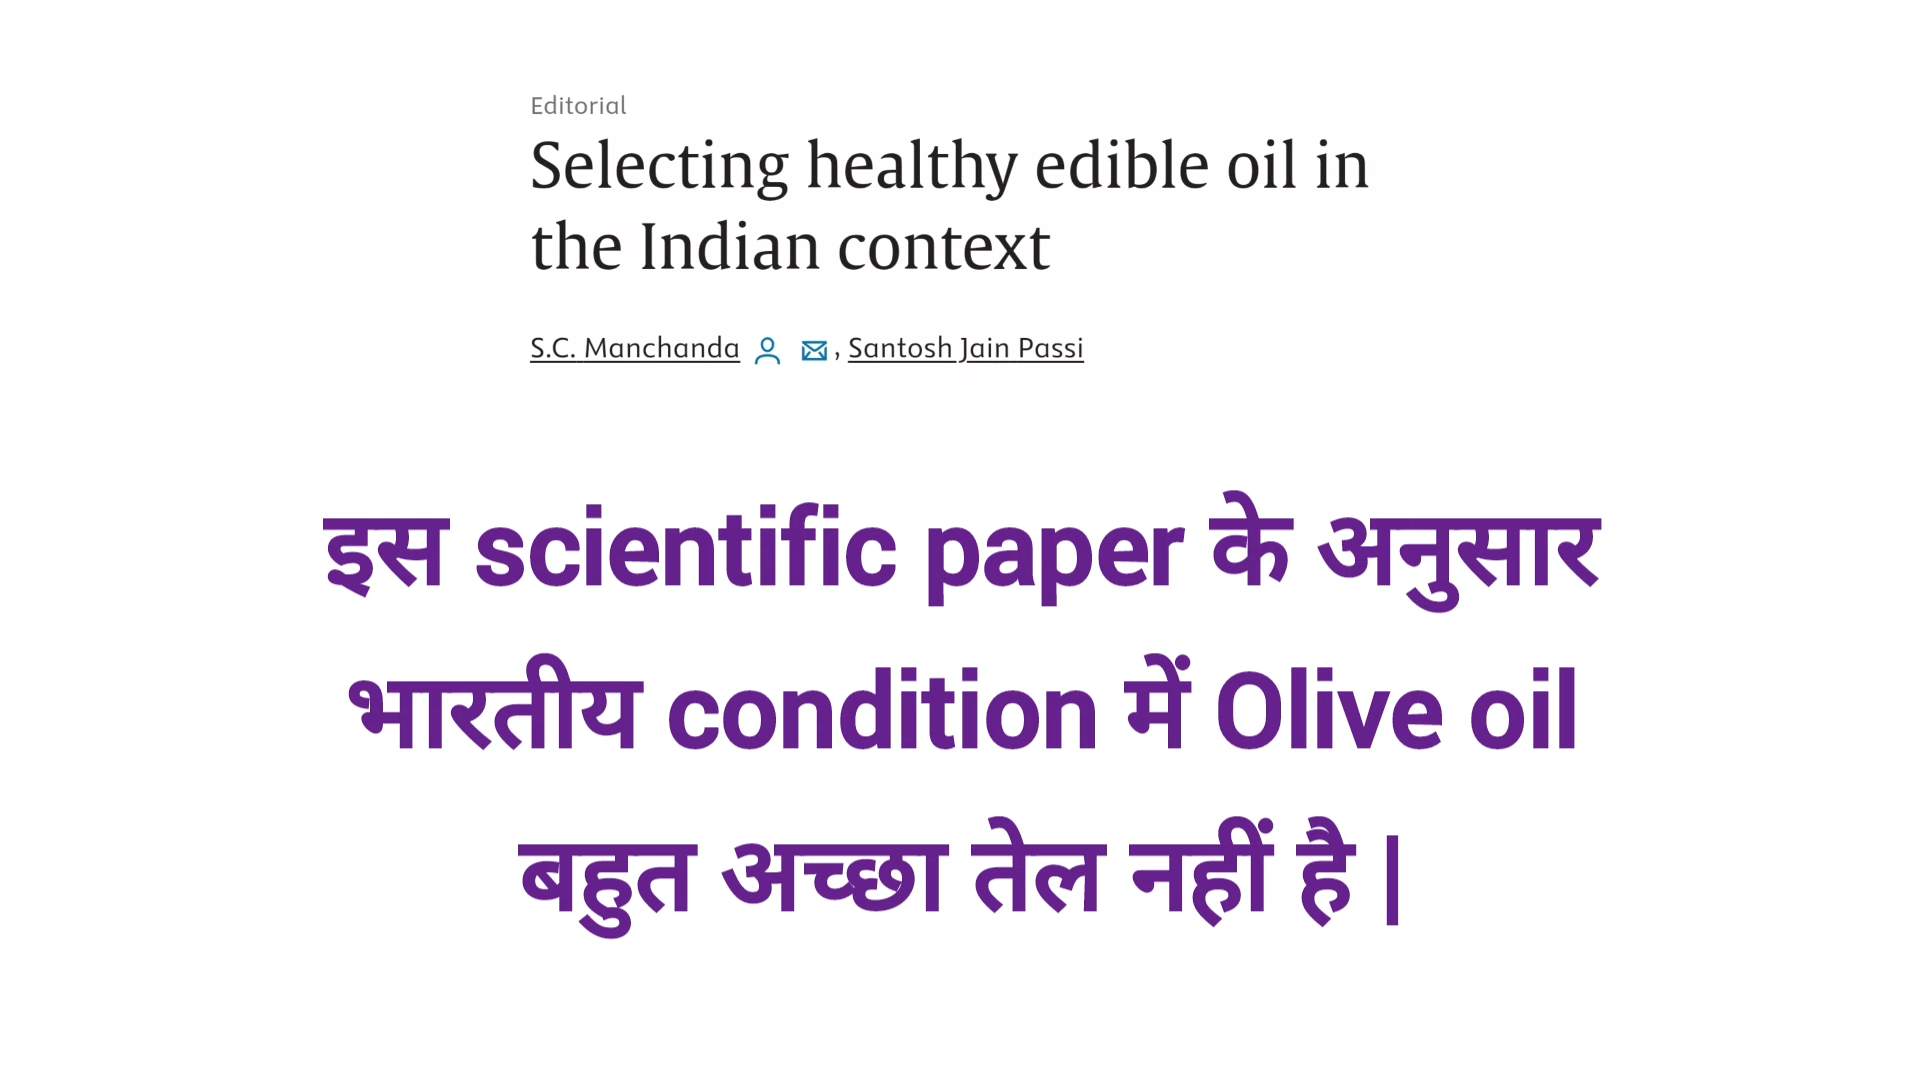 Editorial
Selecting healthy edible oil in
the Indian context
S.C. Manchanda , Santosh Jain Passi
इस scientific paper के अनुसार
भारतीय condition में Olive oil
बहुत अच्छा तेल नहीं है |